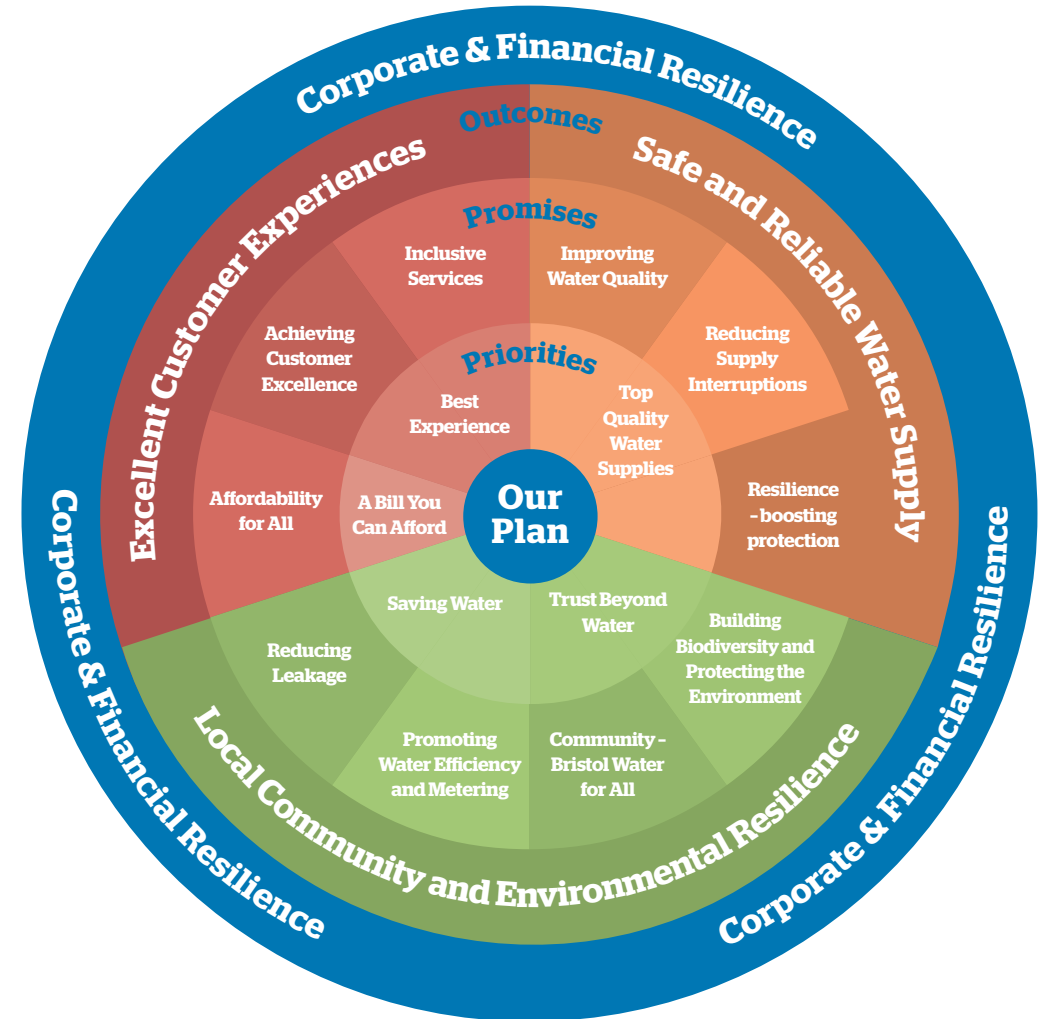 Corporate & Financial Resilience
Outcomes
Excellent Customer Experiences
Safe and Reliable Water Supply
Promises
Inclusive
Services
Improving
Water Quality
Achieving
Customer
Excellence
Reducing
Supply
Interruptions
Priorities
Best
Experience
Top
Quality
Water
Supplies
Affordability
for All
A Bill You
Can Afford
Our
Plan
Resilience
– boosting
protection
Saving Water
Trust Beyond
Water
Reducing
Leakage
Building
Biodiversity and
Protecting the
Environment
Promoting
Water Efficiency
and Metering
Community –
Bristol Water
for All
Local Community and Environmental Resilience
Corporate & Financial Resilience
Corporate & Financial Resilience